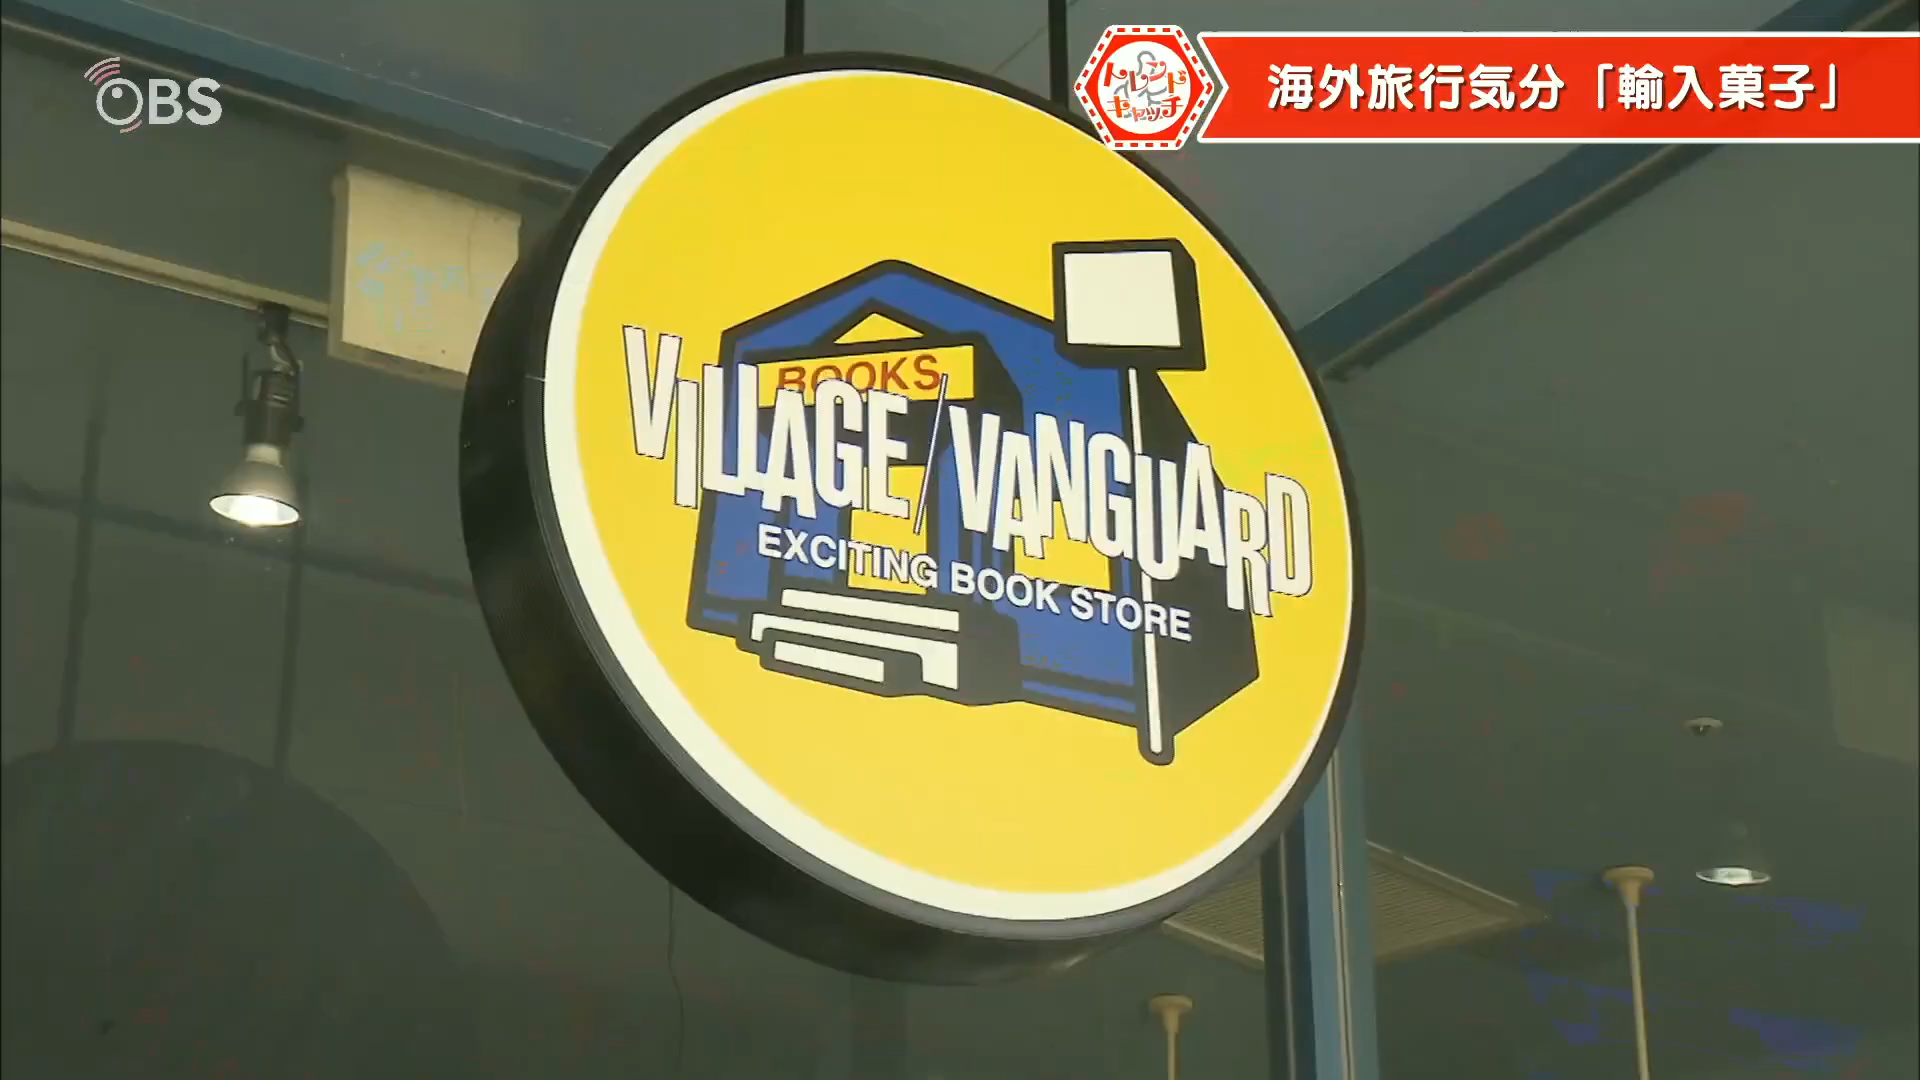 OBS
トレンド
キャッチ
海外旅行気分「輸入菓子」
BOOKS
VILLAGE/VANGUARD
EXCITING BOOK STORE